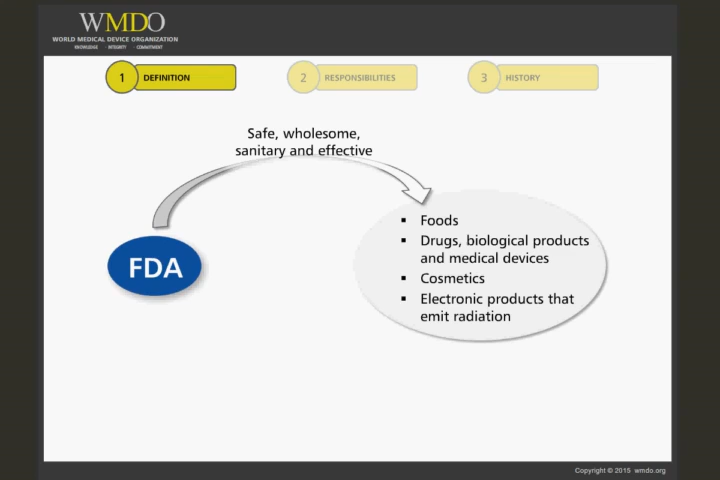 WMDO
WORLD MEDICAL DEVICE ORGANIZATION
KNOWLEDGE · INTEGRITY · COMMITMENT
1 DEFINITION
2 RESPONSIBILITIES
3 HISTORY
Safe, wholesome,
sanitary and effective
FDA
▪ Foods
▪ Drugs, biological products
and medical devices
▪ Cosmetics
▪ Electronic products that
emit radiation
Copyright © 2015 wmdo.org